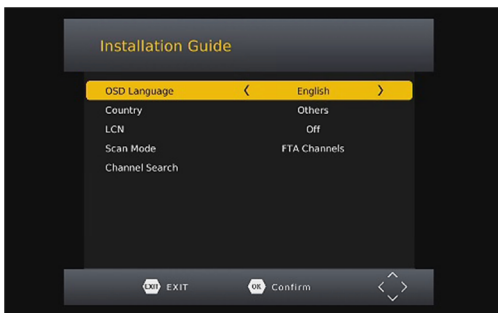 Installation Guide
OSD Language < English >
Country Others
LCN Off
Scan Mode FTA Channels
Channel Search
EXIT EXIT OK Confirm